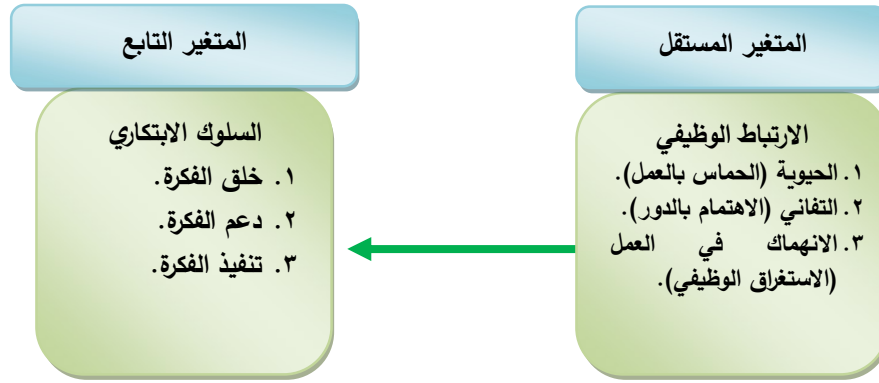 المتغير المستقل
الارتباط الوظيفي
١. الحيوية (الحماس بالعمل).
٢. التفاني (الاهتمام بالدور).
٣. الانهماك في العمل
(الاستغراق الوظيفي).
المتغير التابع
السلوك الابتكاري
١. خلق الفكرة.
٢. دعم الفكرة.
٣. تنفيذ الفكرة.